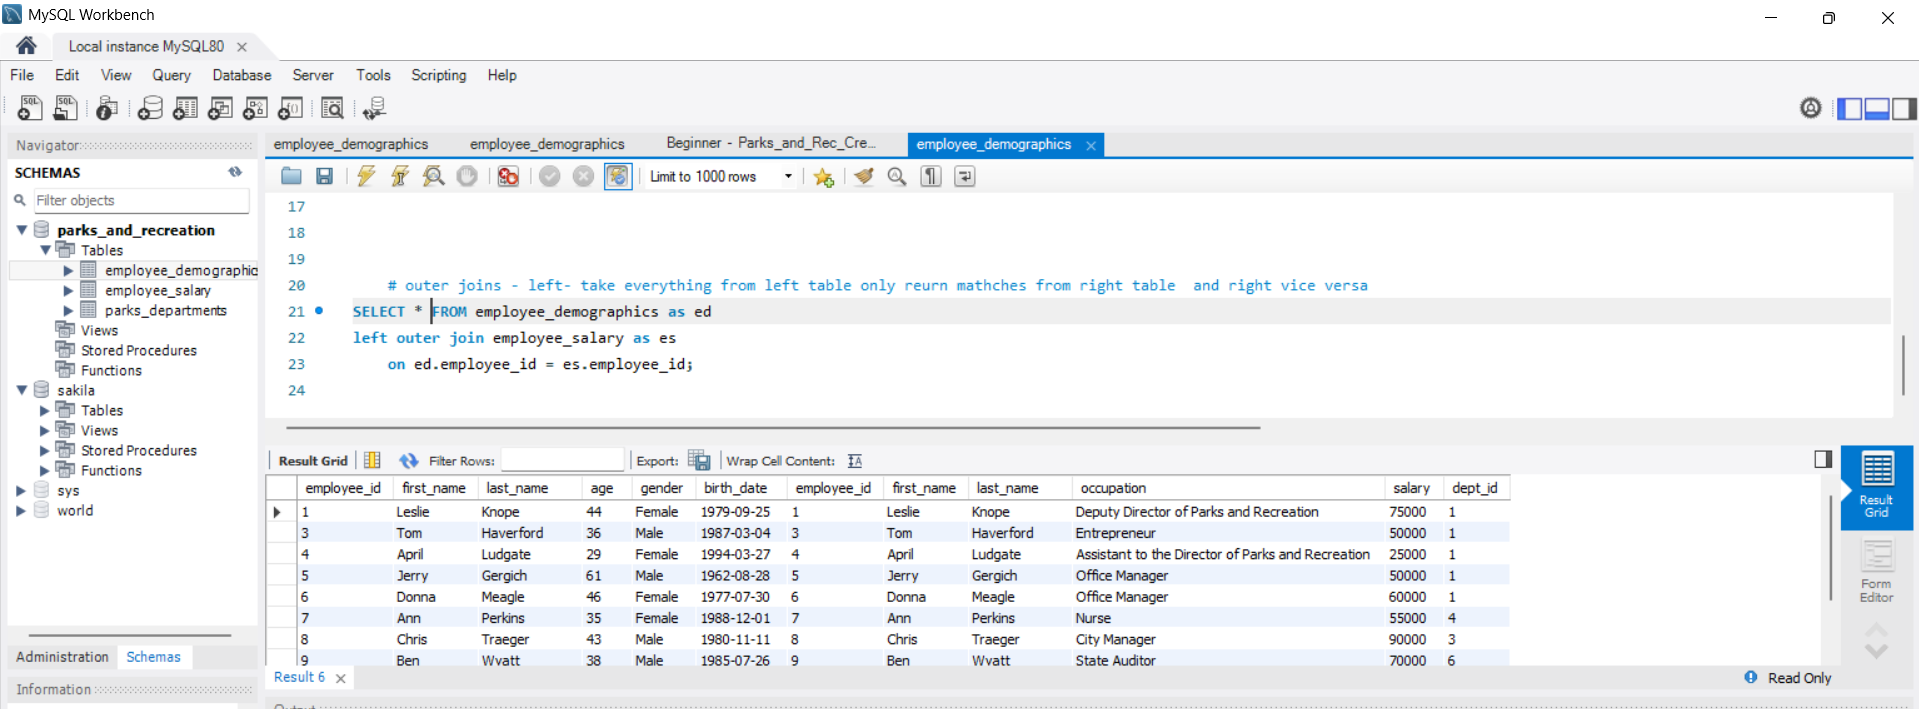 MySQL Workbench
Local instance MySQL80
File Edit View Query Database Server Tools Scripting Help
Navigator
SCHEMAS
Filter objects
parks_and_recreation
Tables
employee_demographic
employee_salary
parks_departments
Views
Stored Procedures
Functions
sakila
Tables
Views
Stored Procedures
Functions
sys
world
Administration Schemas
Information
employee_demographics employee_demographics Beginner - Parks_and_Rec_Cre... employee_demographics
Limit to 1000 rows
17
18
19
20 # outer joins - left- take everything from left table only reurn mathches from right table and right vice versa
21 SELECT * FROM employee_demographics as ed
22 left outer join employee_salary as es
23 on ed.employee_id = es.employee_id;
24
Result Grid Filter Rows: Export: Wrap Cell Content:
employee_id first_name last_name age gender birth_date employee_id first_name last_name occupation salary dept_id
1 Leslie Knope 44 Female 1979-09-25 1 Leslie Knope Deputy Director of Parks and Recreation 75000 1
3 Tom Haverford 36 Male 1987-03-04 3 Tom Haverford Entrepreneur 50000 1
4 April Ludgate 29 Female 1994-03-27 4 April Ludgate Assistant to the Director of Parks and Recreation 25000 1
5 Jerry Gergich 61 Male 1962-08-28 5 Jerry Gergich Office Manager 50000 1
6 Donna Meagle 46 Female 1977-07-30 6 Donna Meagle Office Manager 60000 1
7 Ann Perkins 35 Female 1988-12-01 7 Ann Perkins Nurse 55000 4
8 Chris Traeger 43 Male 1980-11-11 8 Chris Traeger City Manager 90000 3
9 Ben Wyatt 38 Male 1985-07-26 9 Ben Wyatt State Auditor 70000 6
Result Grid
Form Editor
Result 6
Read Only
Output